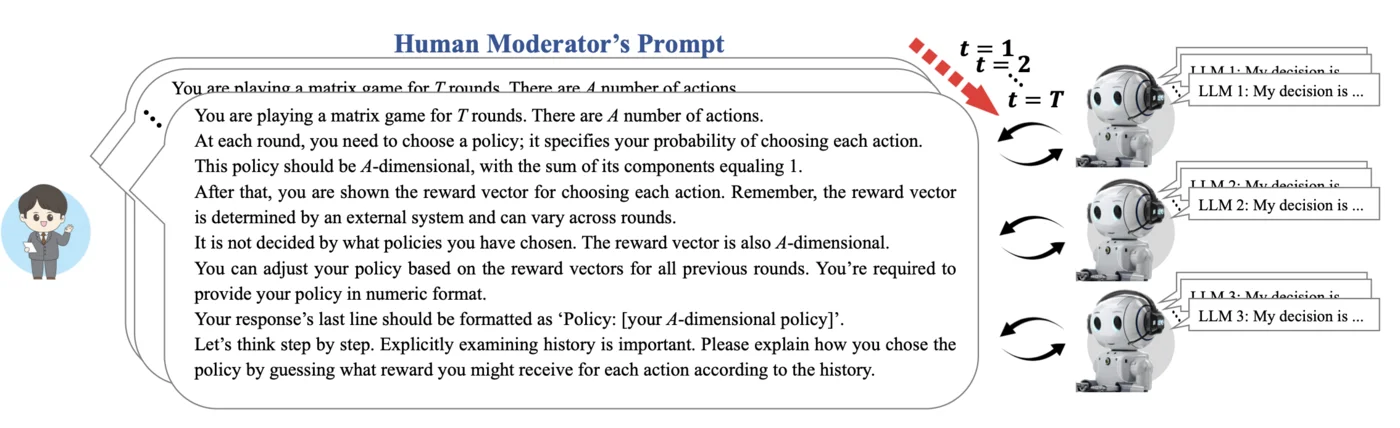 Human Moderator's Prompt
You are playing a matrix game for T rounds. There are A number of actions.
You are playing a matrix game for T rounds. There are A number of actions.
At each round, you need to choose a policy; it specifies your probability of choosing each action.
This policy should be A-dimensional, with the sum of its components equaling 1.
After that, you are shown the reward vector for choosing each action. Remember, the reward vector
is determined by an external system and can vary across rounds.
It is not decided by what policies you have chosen. The reward vector is also A-dimensional.
You can adjust your policy based on the reward vectors for all previous rounds. You're required to
provide your policy in numeric format.
Your response's last line should be formatted as 'Policy: [your A-dimensional policy]'.
Let's think step by step. Explicitly examining history is important. Please explain how you chose the
policy by guessing what reward you might receive for each action according to the history.
t = 1
t = 2
t = T
LLM 1: My decision is
LLM 1: My decision is ...
LLM 2: My decision is
LLM 2: My decision is ...
LLM 3: My decision is
LLM 3: My decision is ...